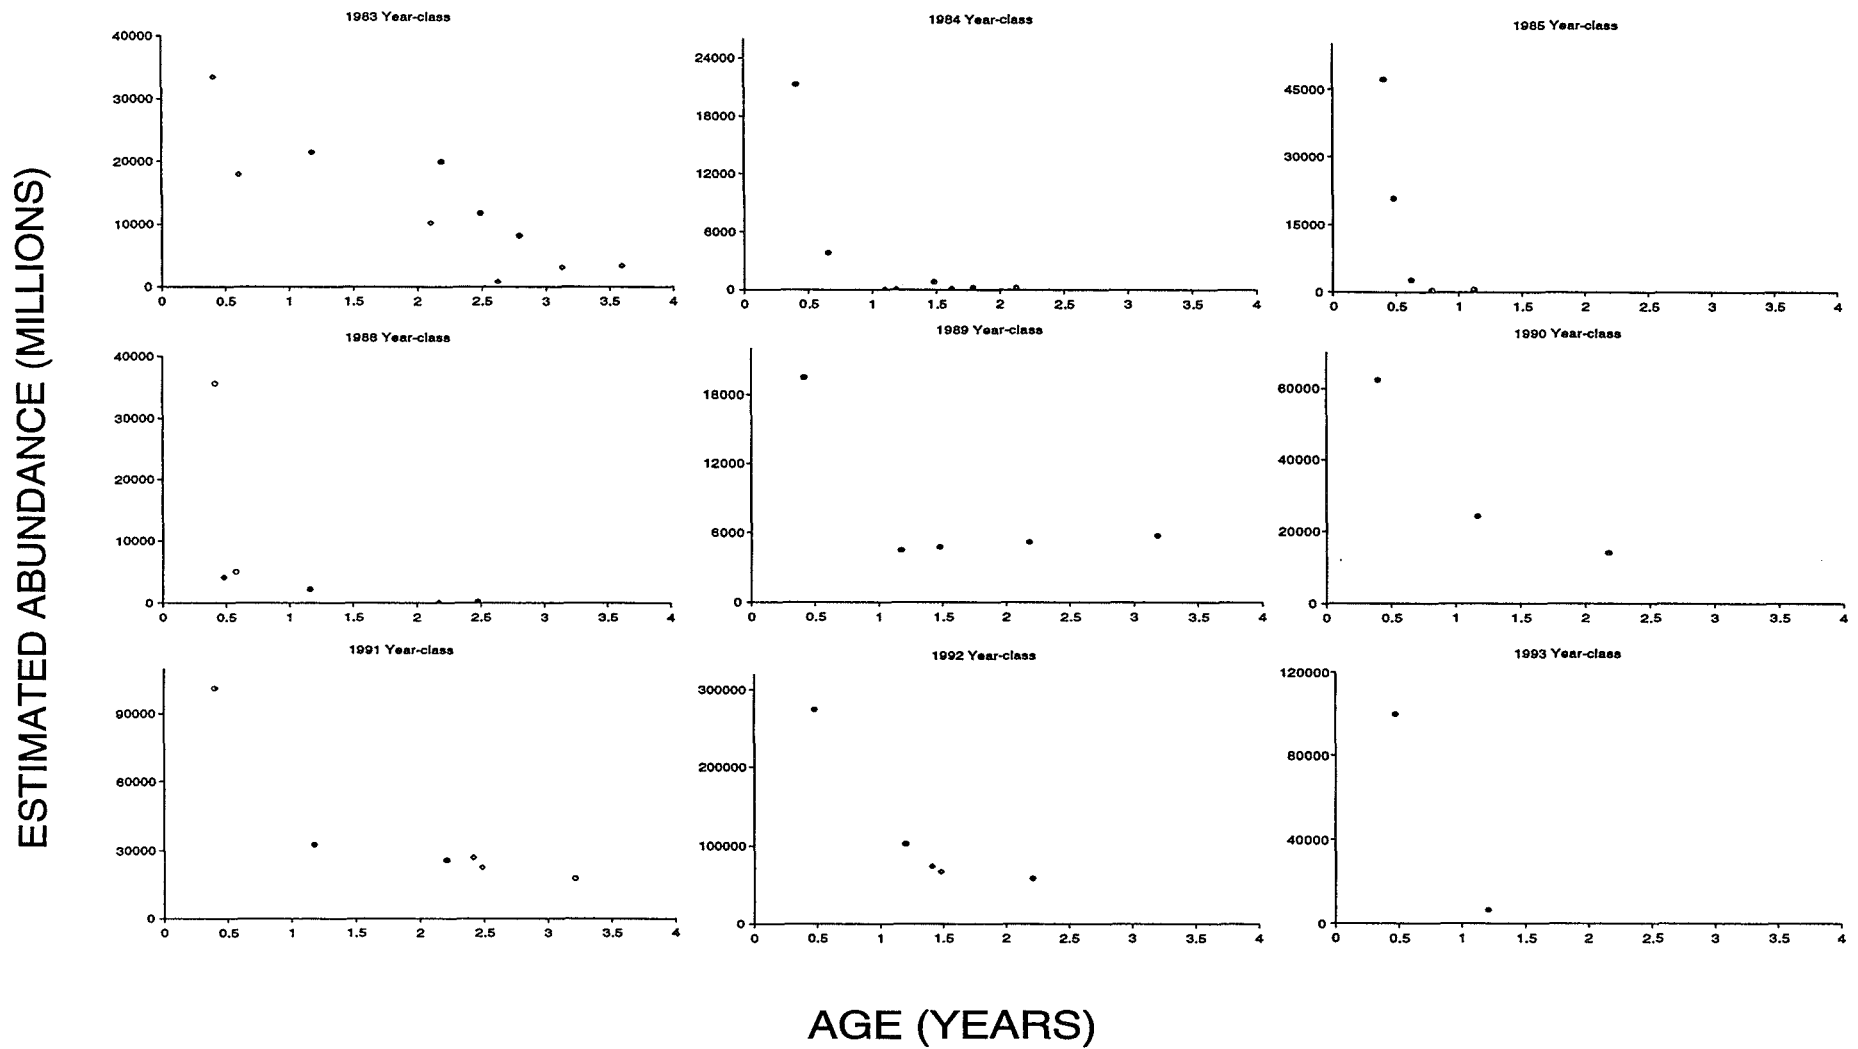 ESTIMATED ABUNDANCE (MILLIONS)
1983 Year-class
40000
30000
20000
10000
0
0 0.5 1 1.5 2 2.5 3 3.5 4
1984 Year-class
24000
18000
12000
6000
0
0 0.5 1 1.5 2 2.5 3 3.5 4
1985 Year-class
45000
30000
15000
0
0 0.5 1 1.5 2 2.5 3 3.5 4
1988 Year-class
40000
30000
20000
10000
0
0 0.5 1 1.5 2 2.5 3 3.5 4
1989 Year-class
18000
12000
6000
0
0 0.5 1 1.5 2 2.5 3 3.5 4
1990 Year-class
60000
40000
20000
0
0 0.5 1 1.5 2 2.5 3 3.5 4
1991 Year-class
90000
60000
30000
0
0 0.5 1 1.5 2 2.5 3 3.5 4
1992 Year-class
300000
200000
100000
0
0 0.5 1 1.5 2 2.5 3 3.5 4
1993 Year-class
120000
80000
40000
0
0 0.5 1 1.5 2 2.5 3 3.5 4
AGE (YEARS)